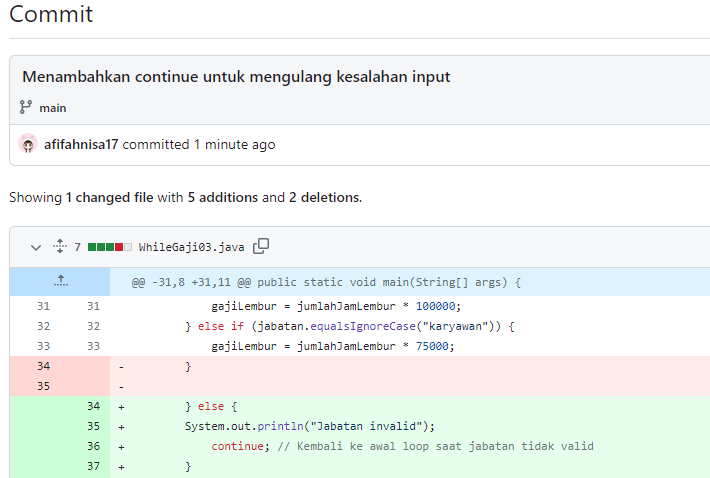 Commit
Menambahkan continue untuk mengulang kesalahan input
main
afifahnisa17 committed 1 minute ago
Showing 1 changed file with 5 additions and 2 deletions.
7 WhileGaji03.java
@@ -31,8 +31,11 @@ public static void main(String[] args) {
31 31 gajiLembur = jumlahJamLembur * 100000;
32 32 } else if (jabatan.equalsIgnoreCase("karyawan")) {
33 33 gajiLembur = jumlahJamLembur * 75000;
34 - }
35 -
34 + } else {
35 + System.out.println("Jabatan invalid");
36 + continue; // Kembali ke awal loop saat jabatan tidak valid
37 + }